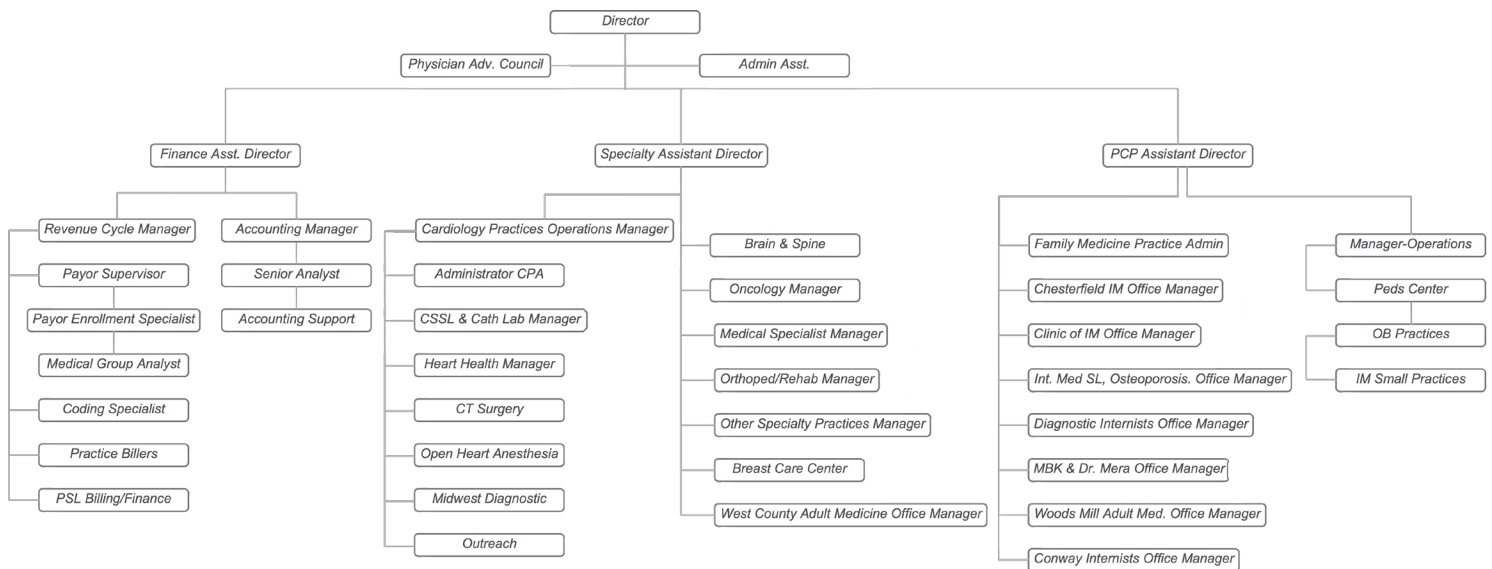 Director
Physician Adv. Council
Admin Asst.
Finance Asst. Director
Specialty Assistant Director
PCP Assistant Director
Revenue Cycle Manager
Payor Supervisor
Payor Enrollment Specialist
Medical Group Analyst
Coding Specialist
Practice Billers
PSL Billing/Finance
Accounting Manager
Senior Analyst
Accounting Support
Cardiology Practices Operations Manager
Administrator CPA
CSSL & Cath Lab Manager
Heart Health Manager
CT Surgery
Open Heart Anesthesia
Midwest Diagnostic
Outreach
Brain & Spine
Oncology Manager
Medical Specialist Manager
Orthoped/Rehab Manager
Other Specialty Practices Manager
Breast Care Center
West County Adult Medicine Office Manager
Family Medicine Practice Admin
Chesterfield IM Office Manager
Clinic of IM Office Manager
Int. Med SL, Osteoporosis. Office Manager
Diagnostic Internists Office Manager
MBK & Dr. Mera Office Manager
Woods Mill Adult Med. Office Manager
Conway Internists Office Manager
Manager-Operations
Peds Center
OB Practices
IM Small Practices